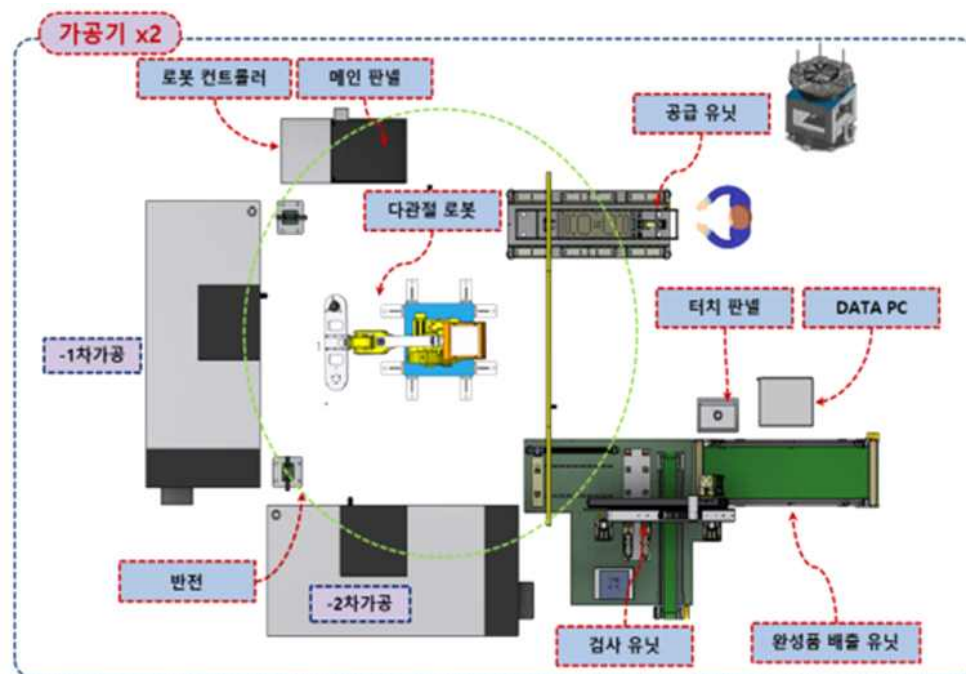 가공기 x2
로봇 컨트롤러
메인 판넬
공급 유닛
다관절 로봇
터치 판넬
DATA PC
-1차가공
반전
-2차가공
검사 유닛
완성품 배출 유닛